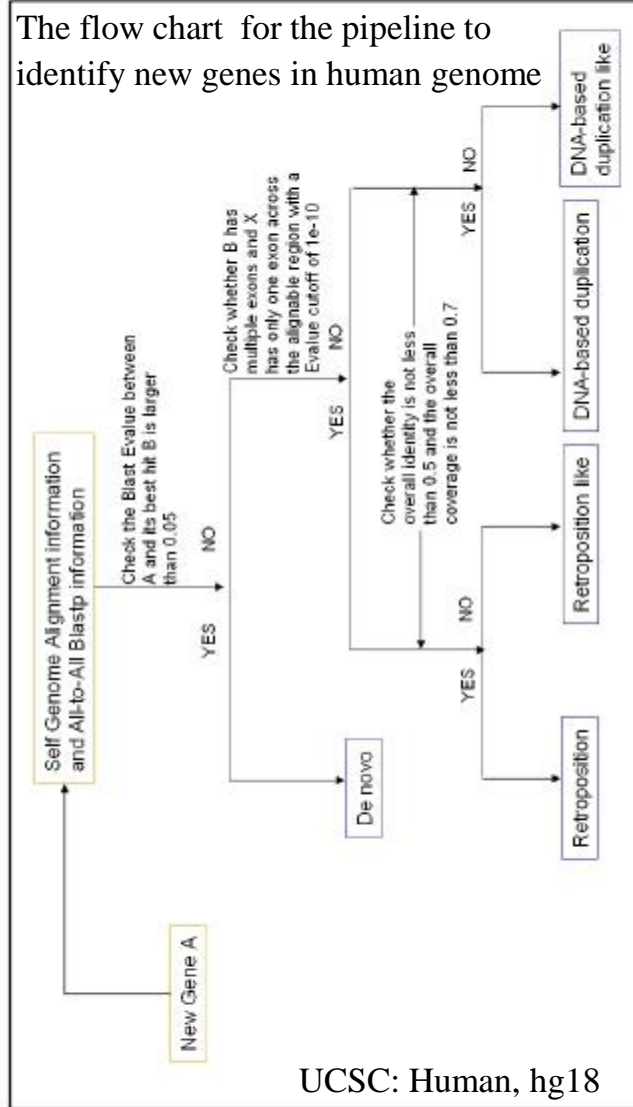 The flow chart for the pipeline to
identify new genes in human genome
New Gene A
Self Genome Alignment information
and All-to-All Blastp information
Check the Blast Evalue between
A and its best hit B is larger
than 0.05
YES
NO
De novo
Check whether B has
multiple exons and X
has only one exon across
the alignable region with a
Evalue cutoff of 1e-10
YES
NO
Check whether the
overall identity is not less
than 0.5 and the overall
coverage is not less than 0.7
YES
NO
YES
NO
Retroposition
Retroposition like
DNA-based duplication
DNA-based
duplication like
UCSC: Human, hg18